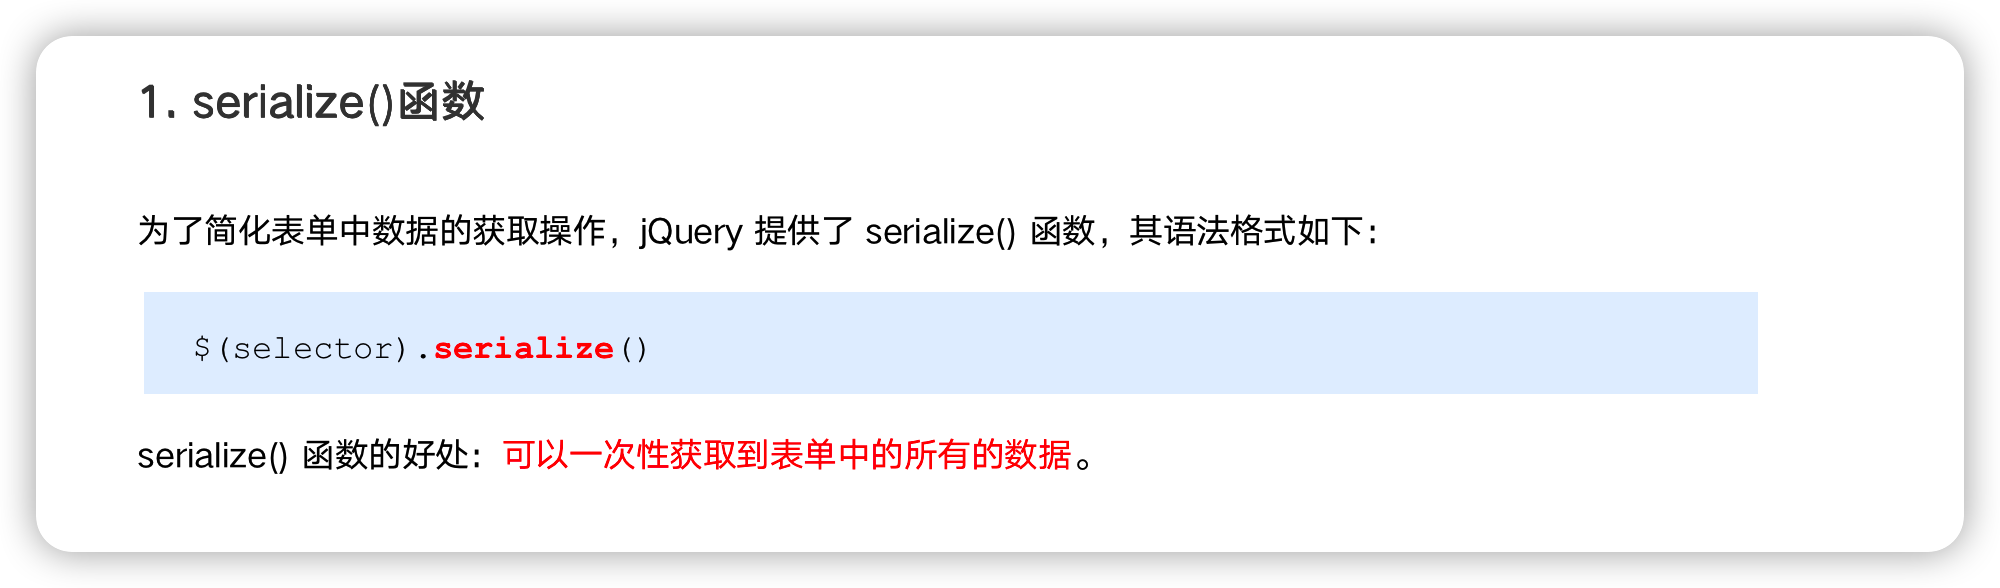 1. serialize()函数
为了简化表单中数据的获取操作，jQuery 提供了 serialize() 函数，其语法格式如下：
$(selector).serialize()
serialize() 函数的好处：可以一次性获取到表单中的所有的数据。